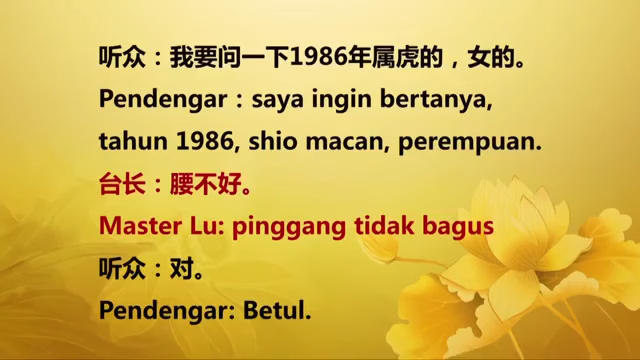 听众：我要问一下1986年属虎的，女的。
Pendengar：saya ingin bertanya,
tahun 1986, shio macan, perempuan.
台长：腰不好。
Master Lu: pinggang tidak bagus
听众：对。
Pendengar: Betul.